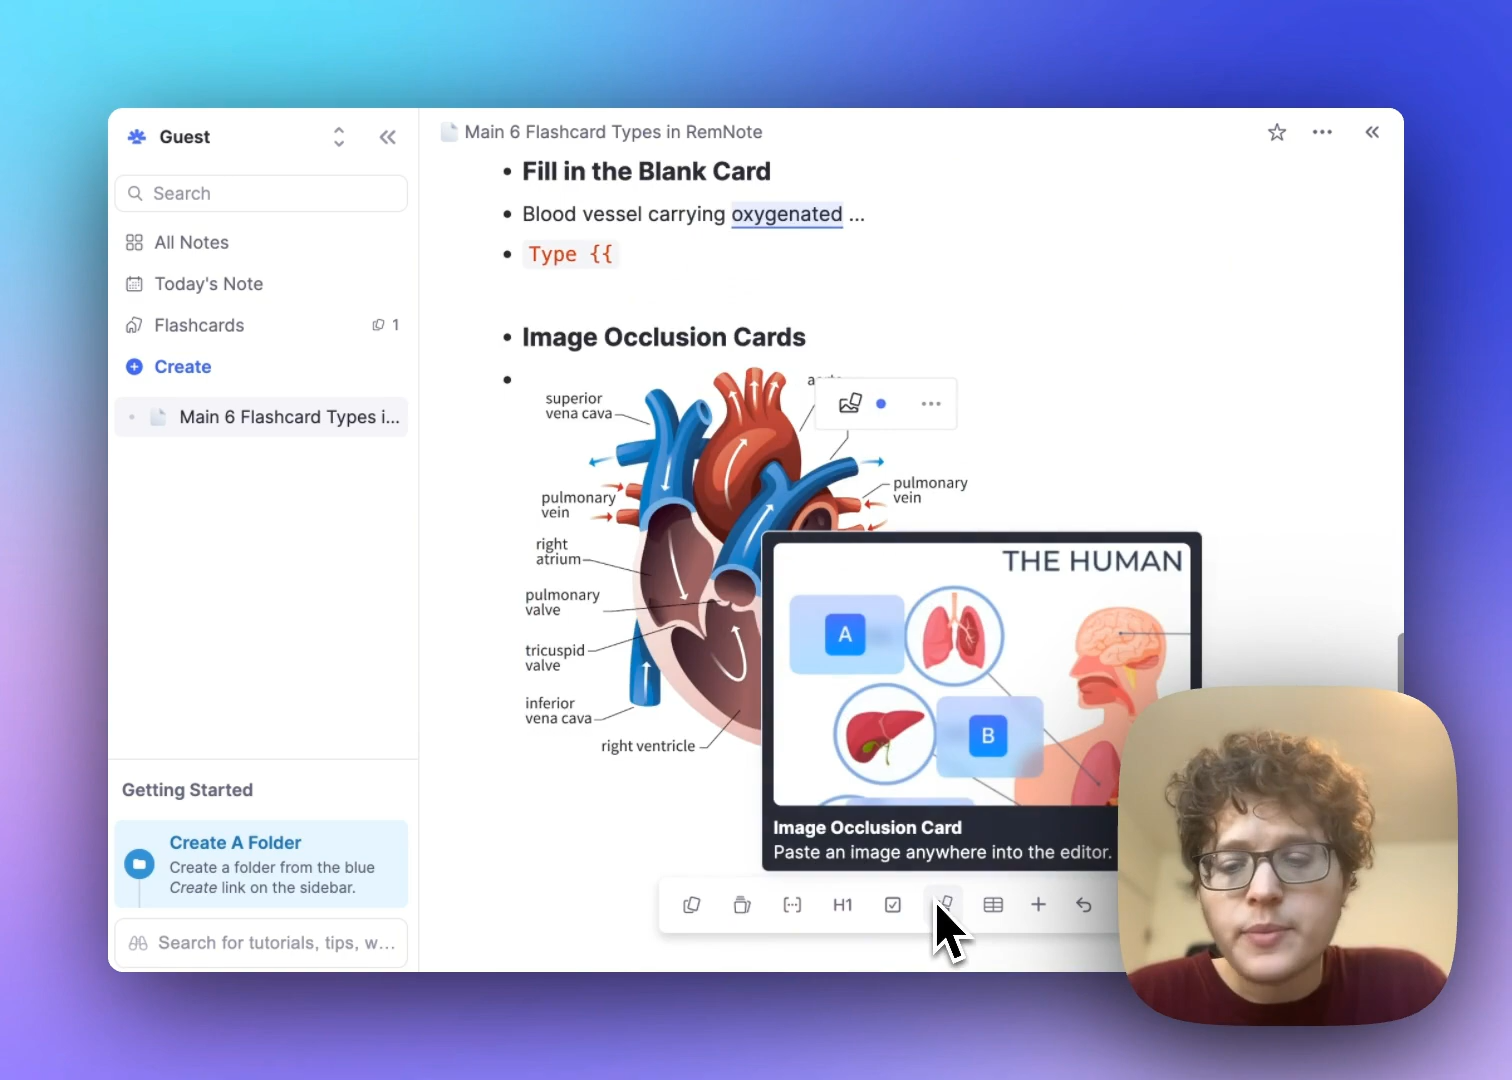 Guest
Search
All Notes
Today's Note
Flashcards
1
Create
Main 6 Flashcard Types i...
Getting Started
Create A Folder
Create a folder from the blue
Create link on the sidebar.
Search for tutorials, tips, w...
Main 6 Flashcard Types in RemNote
Fill in the Blank Card
Blood vessel carrying oxygenated ...
Type {{
Image Occlusion Cards
superior
vena cava
pulmonary
vein
pulmonary
vein
right
atrium
pulmonary
valve
tricuspid
valve
inferior
vena cava
right ventricle
THE HUMAN
A
B
Image Occlusion Card
Paste an image anywhere into the editor.
H1